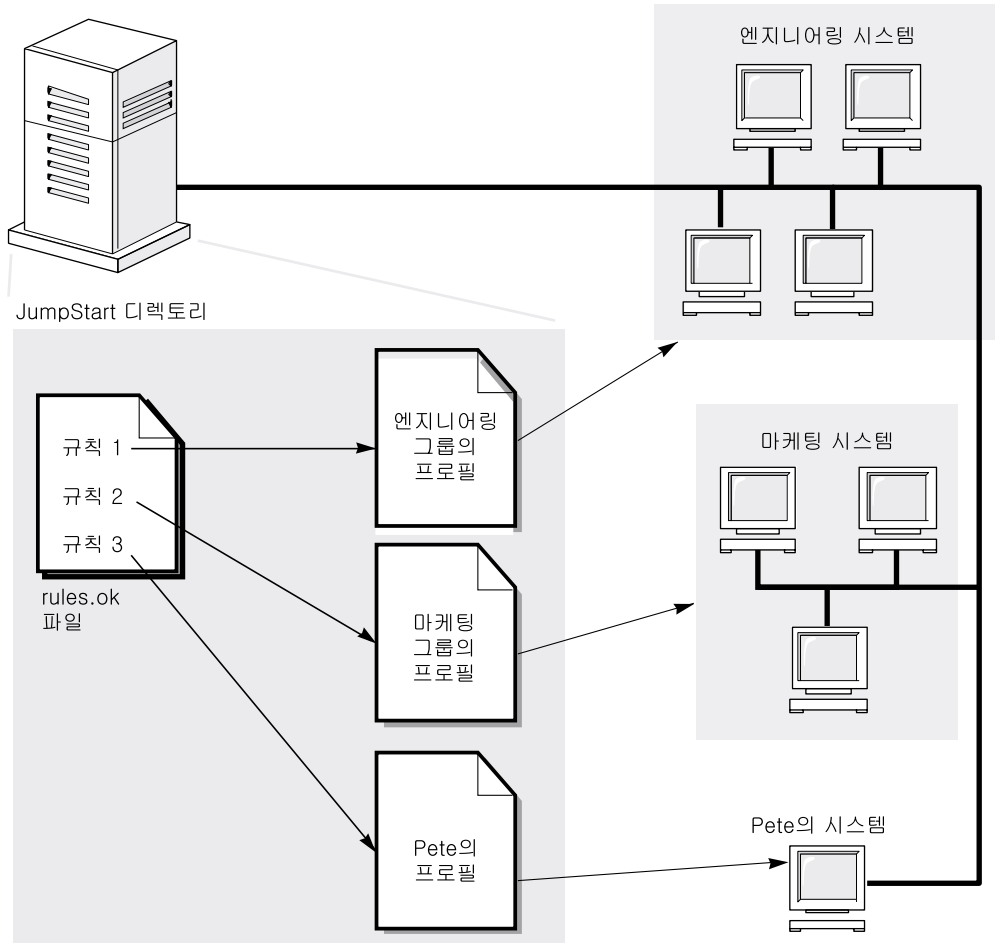 엔지니어링 시스템
JumpStart 디렉토리
규칙 1
규칙 2
규칙 3
rules.ok
파일
엔지니어링
그룹의
프로필
마케팅
그룹의
프로필
Pete의
프로필
마케팅 시스템
Pete의 시스템